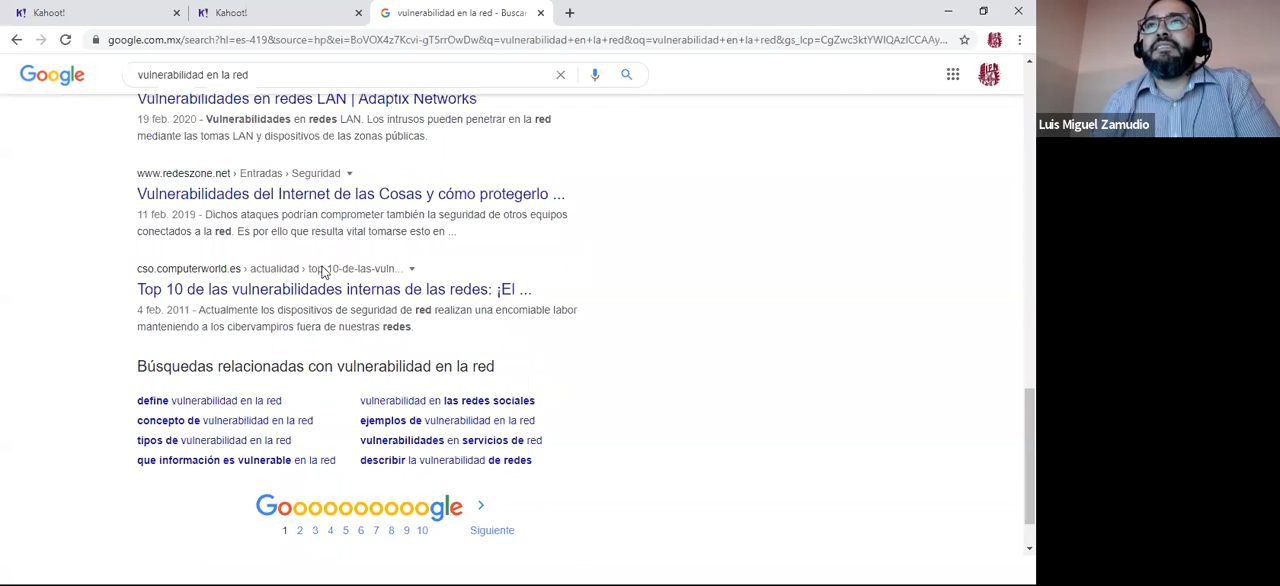 Kahoot!
Kahoot!
vulnerabilidad en la red - Buscar
google.com.mx/search?hl=es-419&source=hp&ei=BoVOX4z7Kcvi-gT5rrOwDw&q=vulnerabilidad+en+la+red&oq=vulnerabilidad+en+la+red&gs_lcp=CgZwc3ktYWIQAzICCAAy...
Google
vulnerabilidad en la red
Vulnerabilidades en redes LAN | Adaptix Networks
19 feb. 2020 - Vulnerabilidades en redes LAN. Los intrusos pueden penetrar en la red
mediante las tomas LAN y dispositivos de las zonas públicas.
www.redeszone.net › Entradas › Seguridad
Vulnerabilidades del Internet de las Cosas y cómo protegerlo ...
11 feb. 2019 - Dichos ataques podrían comprometer también la seguridad de otros equipos
conectados a la red. Es por ello que resulta vital tomarse esto en ...
cso.computerworld.es › actualidad › top-10-de-las-vuln...
Top 10 de las vulnerabilidades internas de las redes: ¡El ...
4 feb. 2011 - Actualmente los dispositivos de seguridad de red realizan una encomiable labor
manteniendo a los cibervampiros fuera de nuestras redes.
Búsquedas relacionadas con vulnerabilidad en la red
define vulnerabilidad en la red
vulnerabilidad en las redes sociales
concepto de vulnerabilidad en la red
ejemplos de vulnerabilidad en la red
tipos de vulnerabilidad en la red
vulnerabilidades en servicios de red
que información es vulnerable en la red
describir la vulnerabilidad de redes
Goooooooooogle
1 2 3 4 5 6 7 8 9 10 Siguiente
Luis Miguel Zamudio